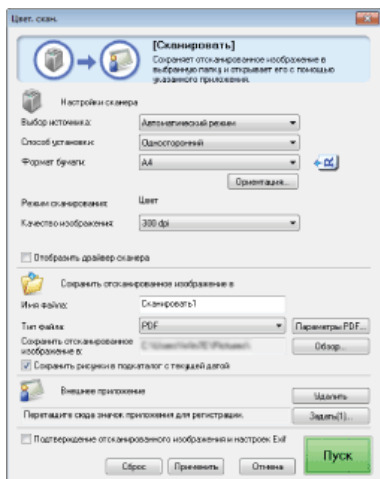 Цвет. скан.
[Сканировать]
Сохраняет отсканированное изображение в
выбранную папку и открывает его с помощью
указанного приложения.
Настройки сканера
Выбор источника: Автоматический режим
Способ установки: Односторонний
Формат бумаги: A4
Ориентация...
Режим сканирования: Цвет
Качество изображения: 300 dpi
Отобразить драйвер сканера
Сохранить отсканированное изображение в
Имя файла: Сканировать1
Тип файла: PDF Параметры PDF...
Сохранить отсканированное
изображение в: Обзор...
Сохранить рисунки в подкаталог с текущей датой
Внешнее приложение Удалить
Перетащите сюда значок приложения для регистрации. Задать(1)...
Подтверждение отсканированного изображения и настроек Exif
Сброс Применить Отмена Пуск